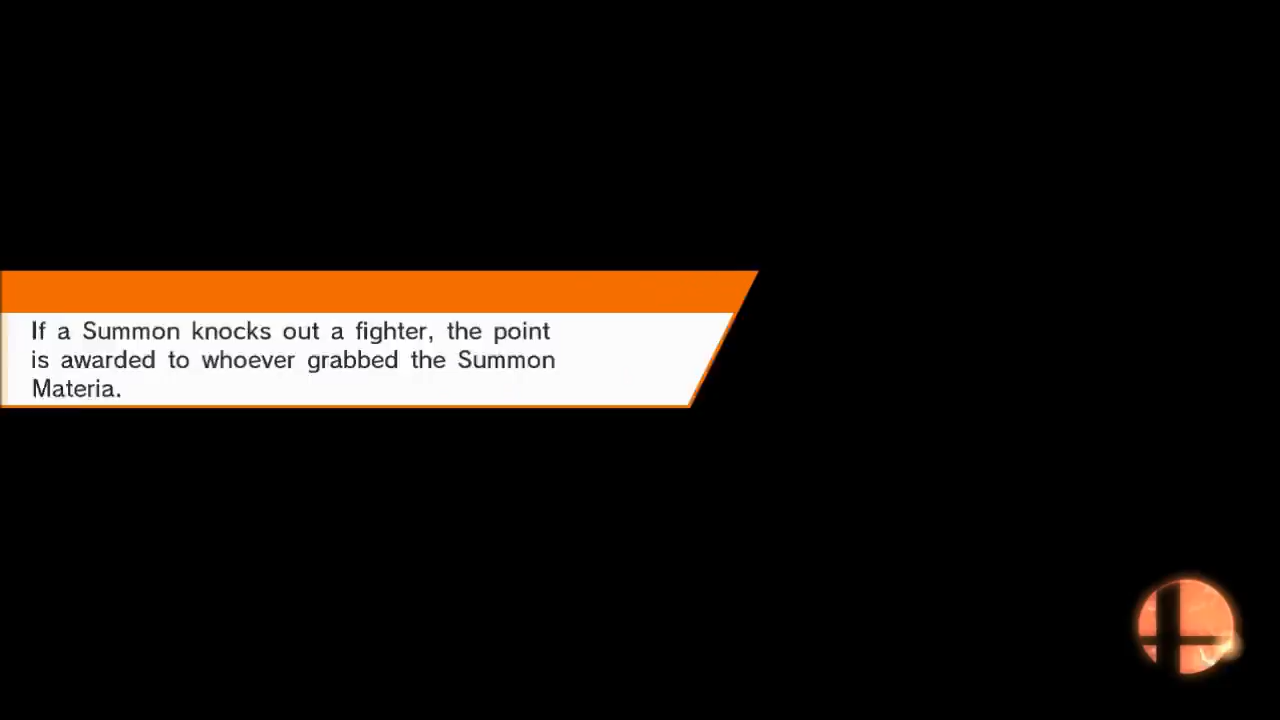 If a Summon knocks out a fighter, the point
is awarded to whoever grabbed the Summon
Materia.